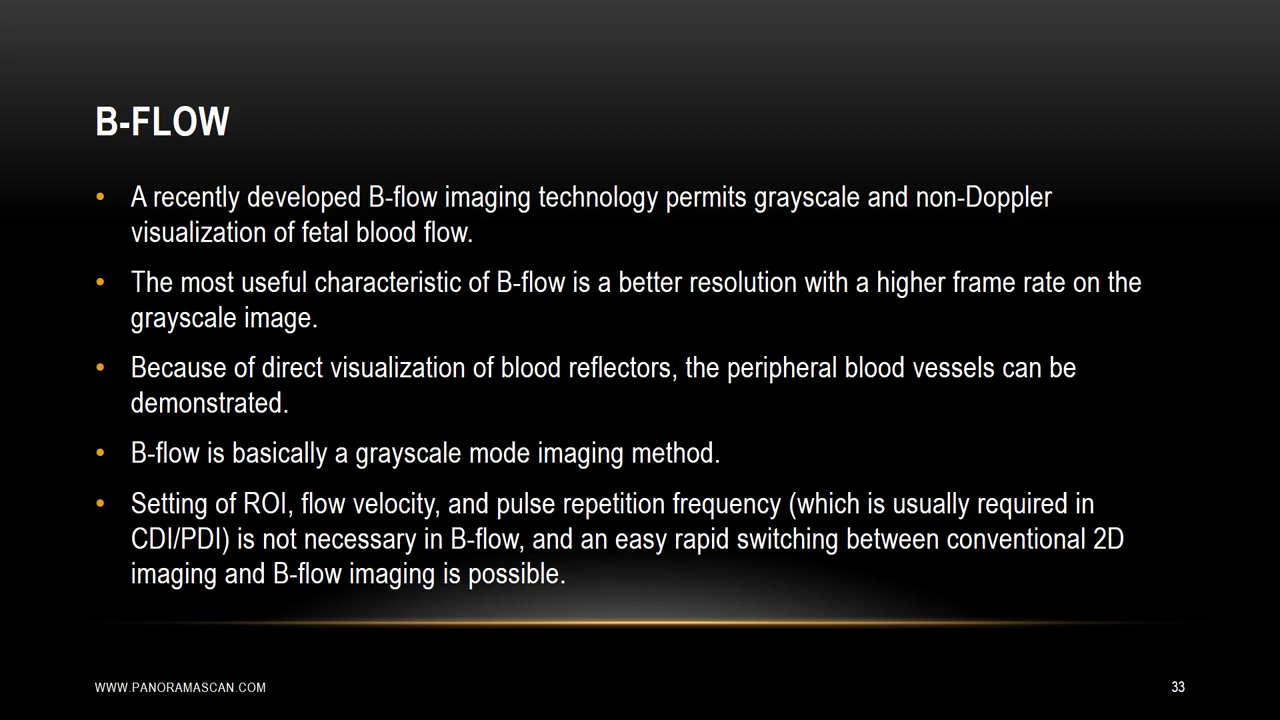 B-FLOW
• A recently developed B-flow imaging technology permits grayscale and non-Doppler
visualization of fetal blood flow.
• The most useful characteristic of B-flow is a better resolution with a higher frame rate on the
grayscale image.
• Because of direct visualization of blood reflectors, the peripheral blood vessels can be
demonstrated.
• B-flow is basically a grayscale mode imaging method.
• Setting of ROI, flow velocity, and pulse repetition frequency (which is usually required in
CDI/PDI) is not necessary in B-flow, and an easy rapid switching between conventional 2D
imaging and B-flow imaging is possible.
WWW.PANORAMASCAN.COM
33